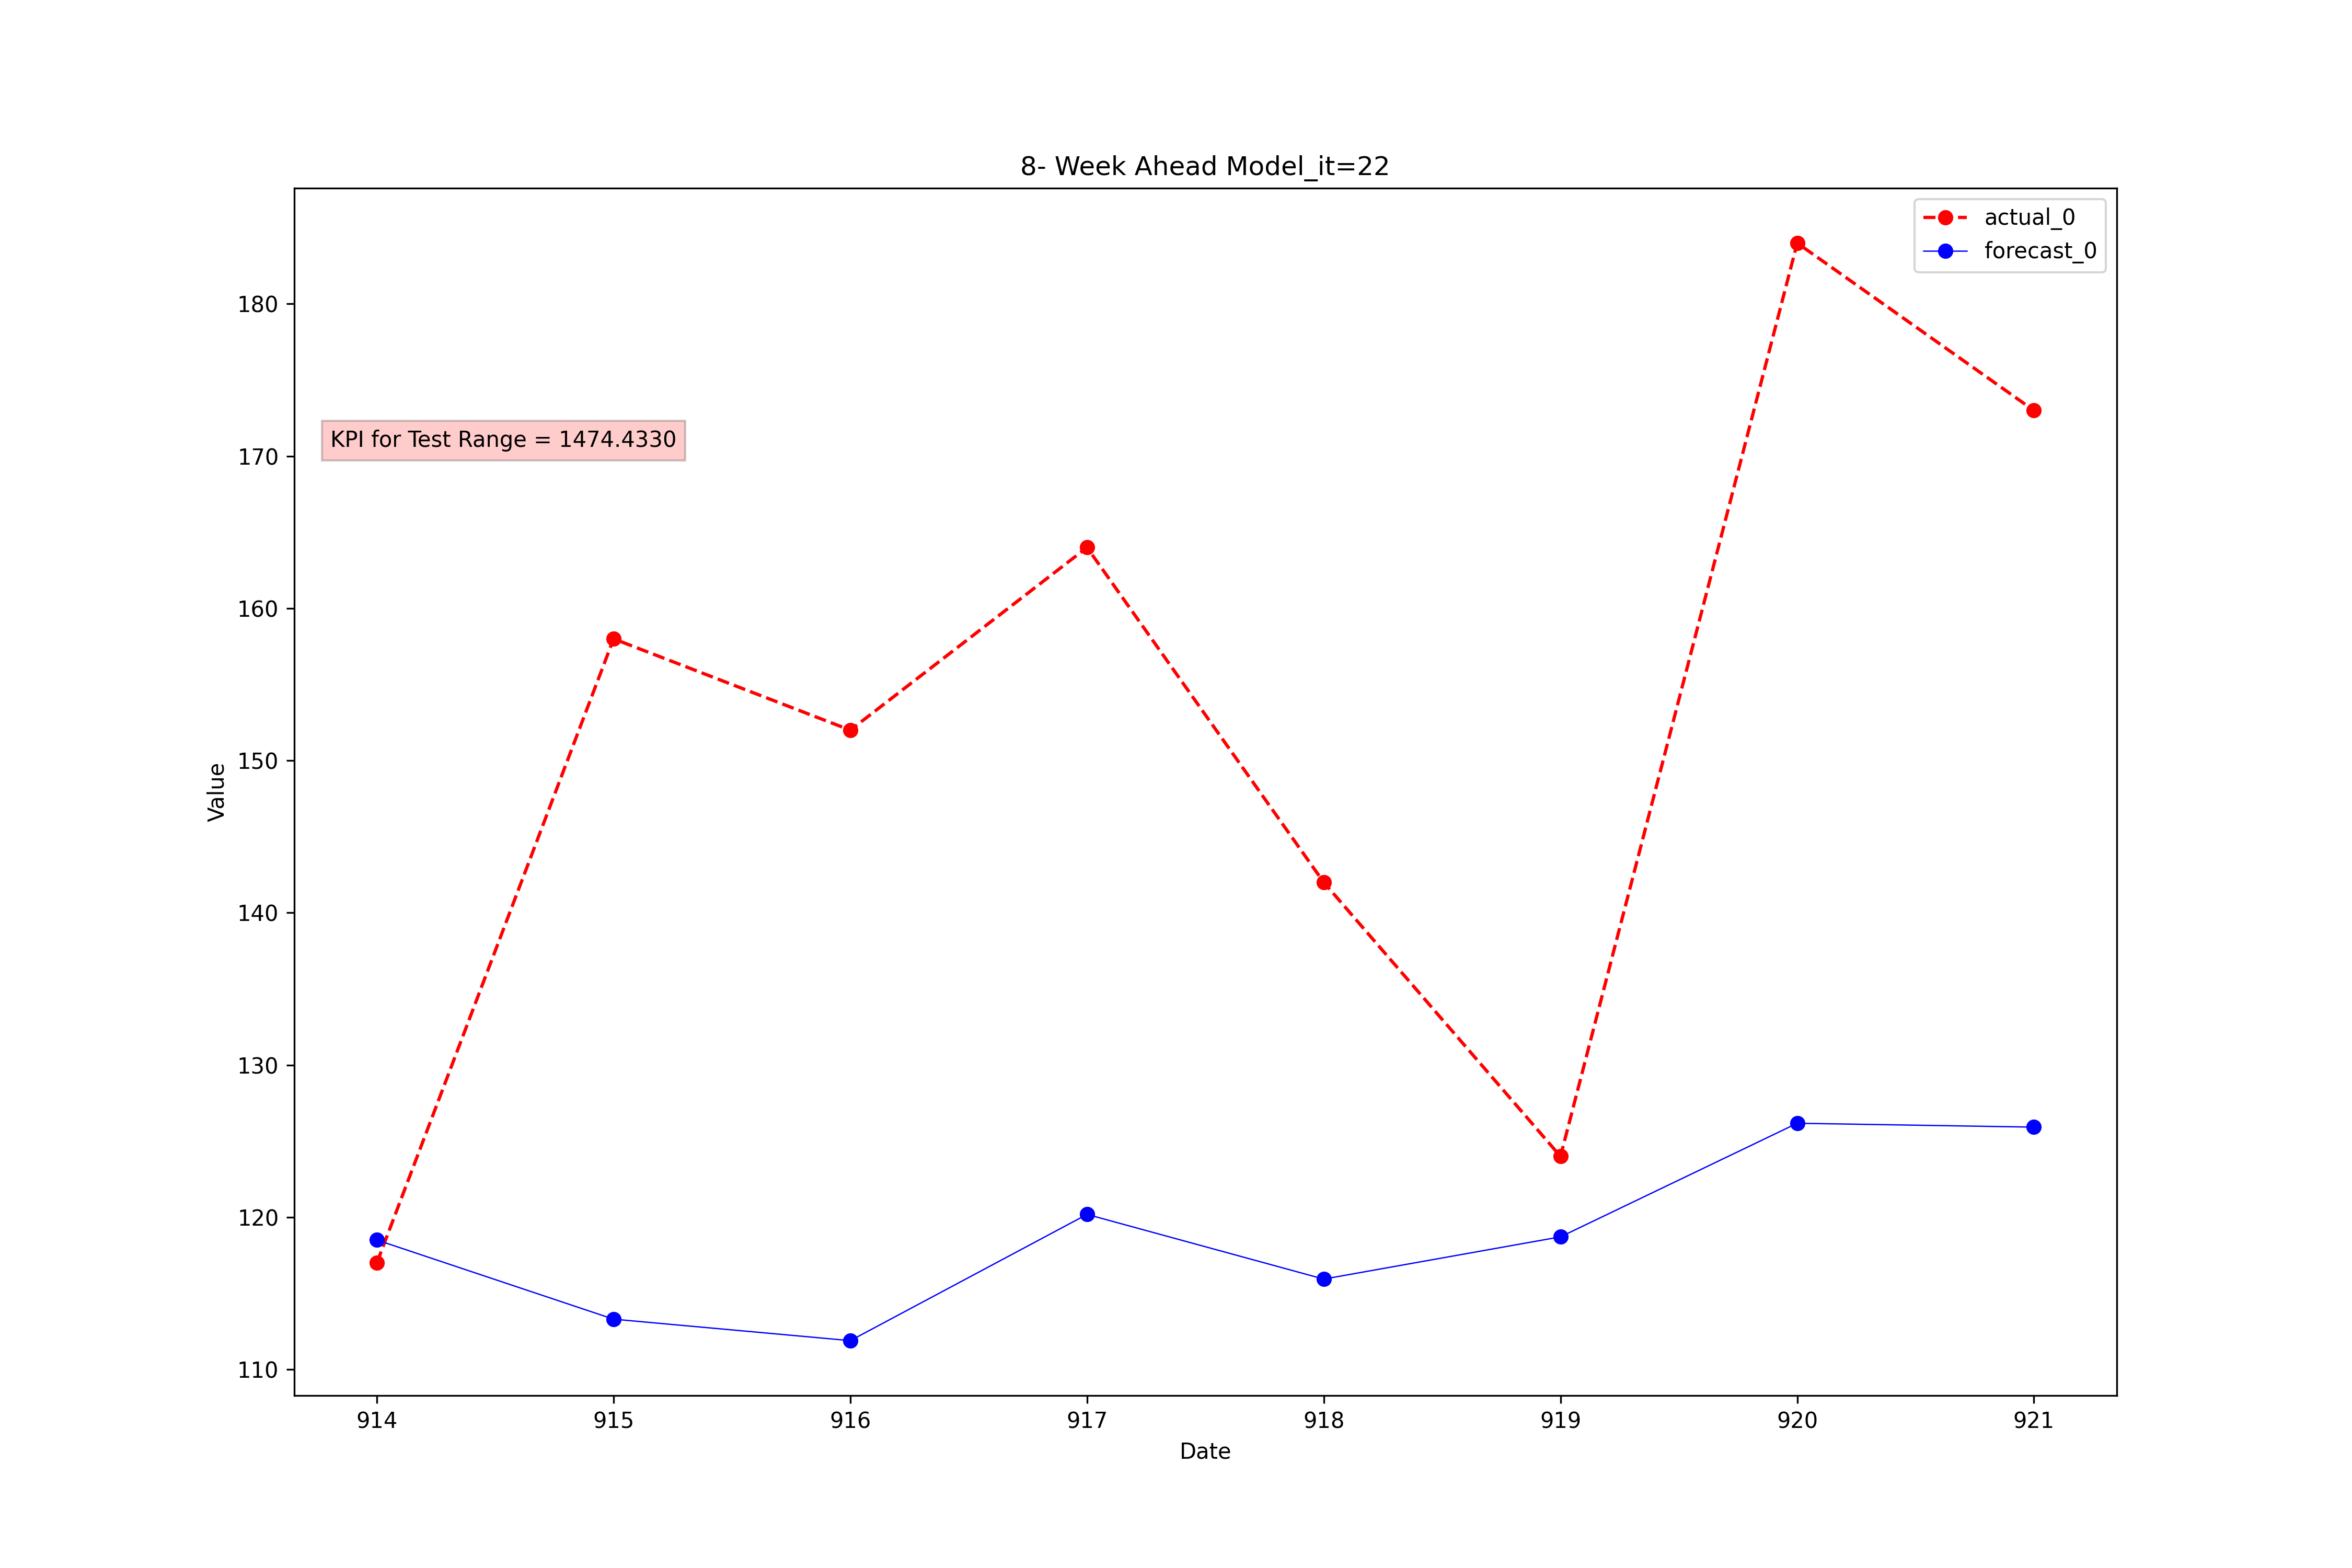 8- Week Ahead Model_it=22
actual_0
forecast_0
KPI for Test Range = 1474.4330
Value
180
170
160
150
140
130
120
110
914 915 916 917 918 919 920 921
Date